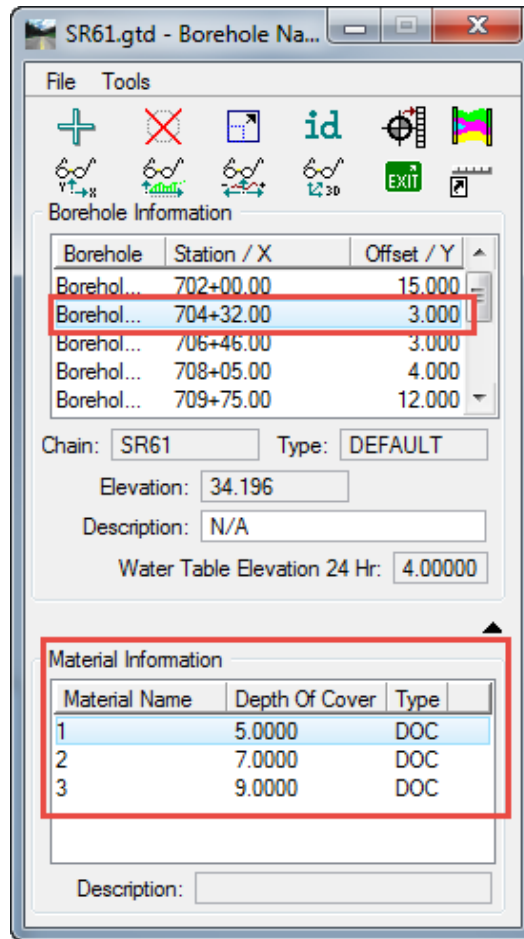 SR61.gtd - Borehole Na...
File Tools
id
Y X 3D EXIT
Borehole Information
Borehole Station / X Offset / Y
Borehol... 702+00.00 15.000
Borehol... 704+32.00 3.000
Borehol... 706+46.00 3.000
Borehol... 708+05.00 4.000
Borehol... 709+75.00 12.000
Chain: SR61 Type: DEFAULT
Elevation: 34.196
Description: N/A
Water Table Elevation 24 Hr: 4.00000
Material Information
Material Name Depth Of Cover Type
1 5.0000 DOC
2 7.0000 DOC
3 9.0000 DOC
Description: